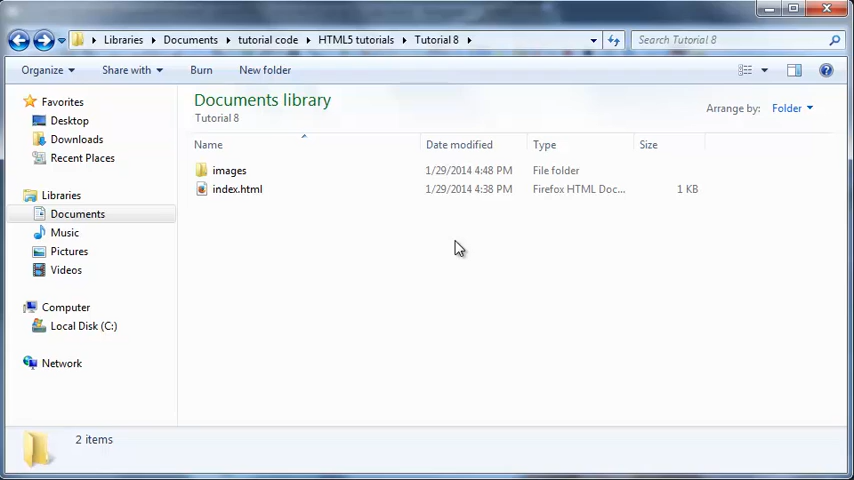 Libraries Documents tutorial code HTML5 tutorials Tutorial 8 Search Tutorial 8
Organize Share with Burn New folder
Favorites
Desktop
Downloads
Recent Places
Libraries
Documents
Music
Pictures
Videos
Computer
Local Disk (C:)
Network
Documents library
Tutorial 8
Arrange by: Folder
Name Date modified Type Size
images 1/29/2014 4:48 PM File folder
index.html 1/29/2014 4:38 PM Firefox HTML Doc... 1 KB
2 items